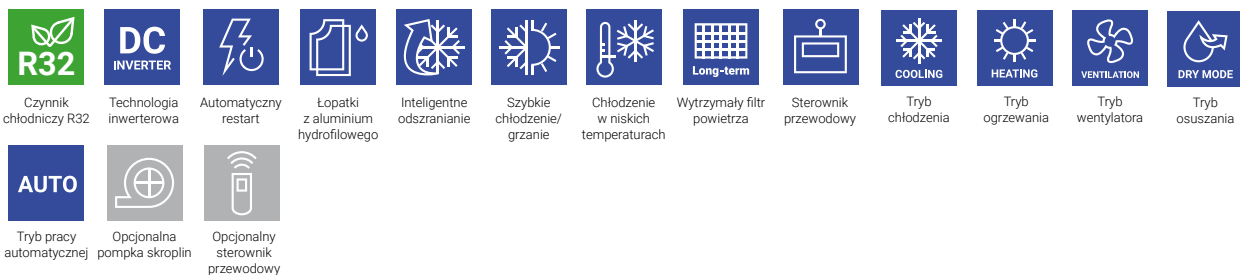 R32
DC
INVERTER
Long-term
COOLING
HEATING
VENTILATION
DRY MODE
Czynnik
chłodniczy R32
Technologia
inwerterowa
Automatyczny
restart
Łopatki
z aluminium
hydrofilowego
Inteligentne
odszranianie
Szybkie
chłodzenie/
grzanie
Chłodzenie
w niskich
temperaturach
Wytrzymały filtr
powietrza
Sterownik
przewodowy
Tryb
chłodzenia
Tryb
ogrzewania
Tryb
wentylatora
Tryb
osuszania
AUTO
Tryb pracy
automatycznej
Opcjonalna
pompka skroplin
Opcjonalny
sterownik
przewodowy